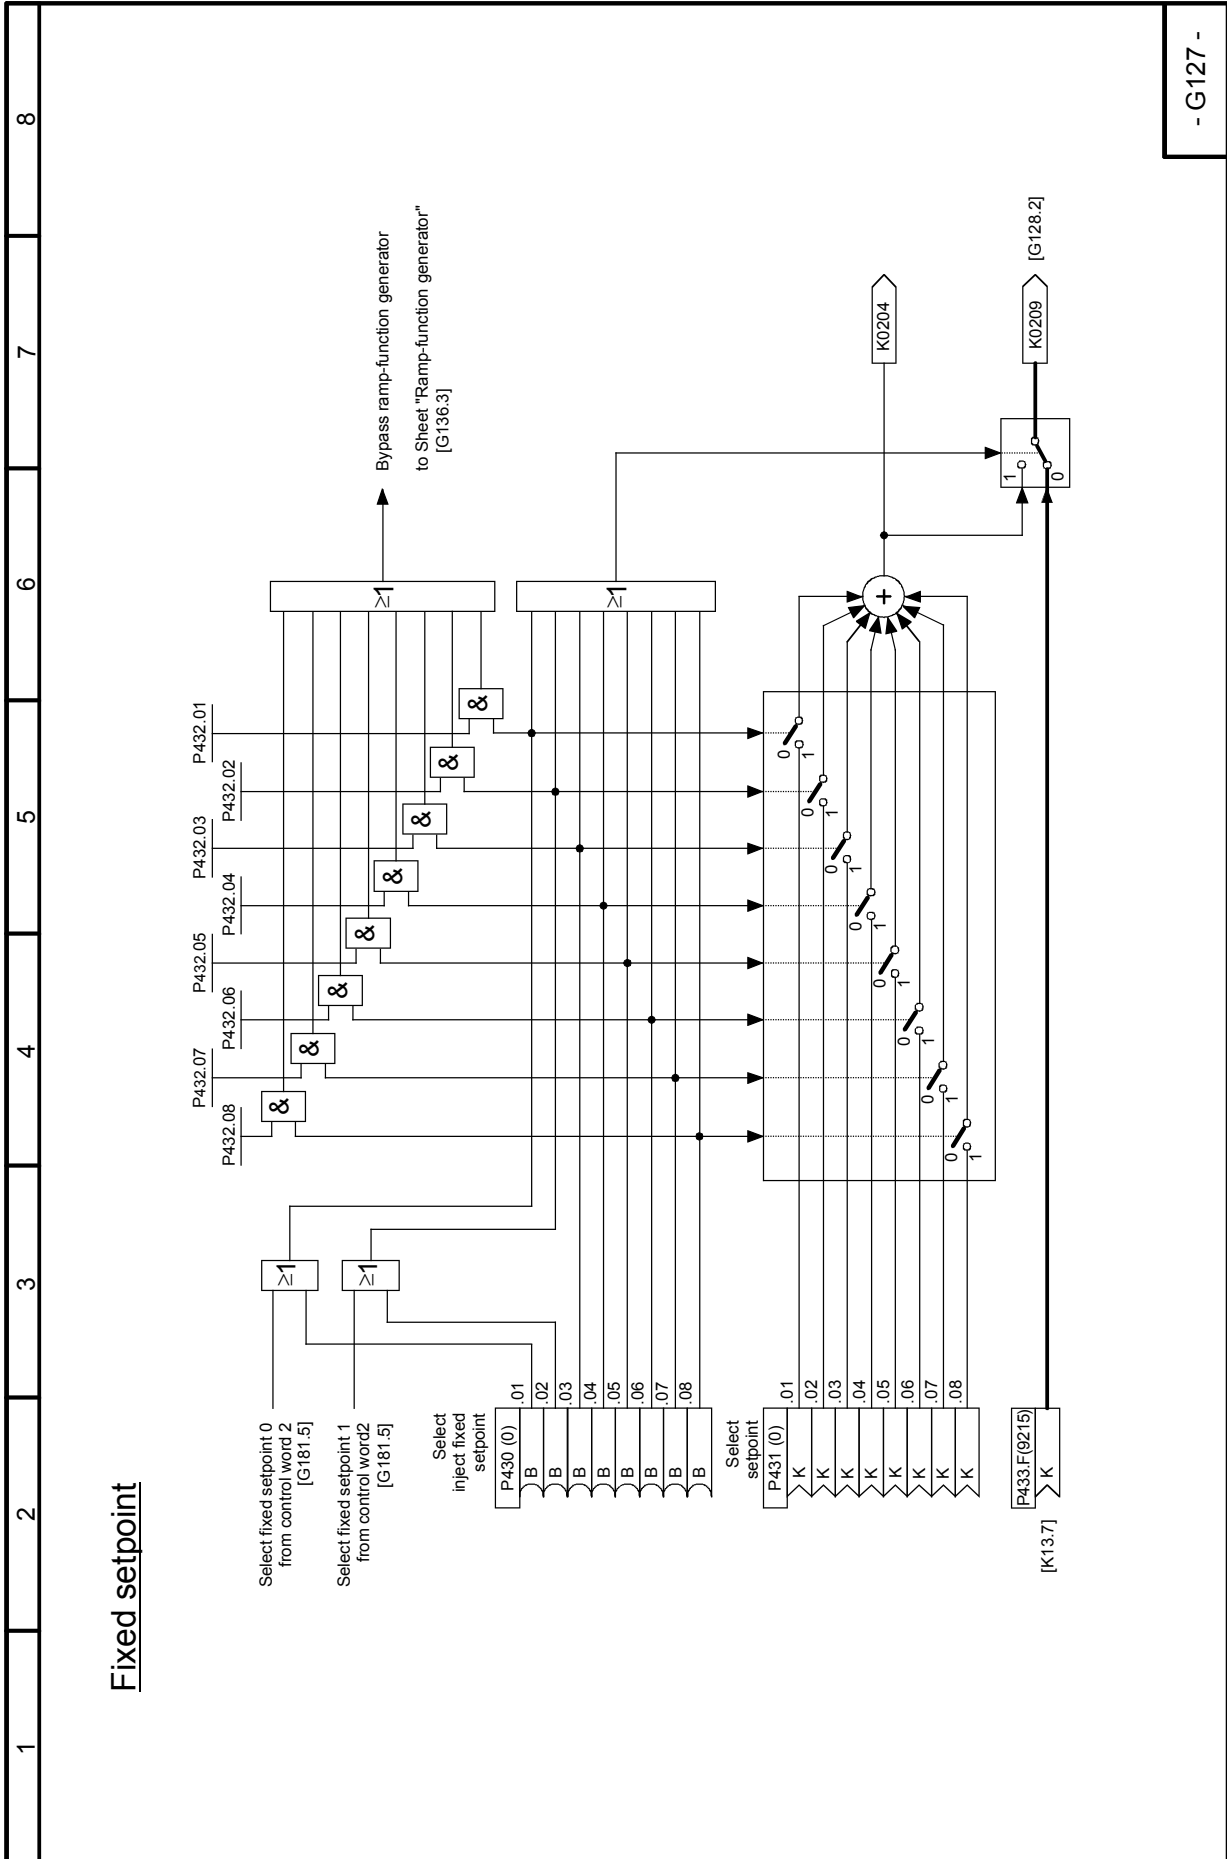 Fixed setpoint
1
2
3
4
5
6
7
8
P432.08
P432.07
P432.06
P432.05
P432.04
P432.03
P432.02
P432.01
Select fixed setpoint 0
from control word 2
[G181.5]
≥1
Select fixed setpoint 1
from control word2
[G181.5]
≥1
&
&
&
&
&
&
&
&
≥1
Bypass ramp-function generator
to Sheet "Ramp-function generator"
[G136.3]
Select
inject fixed
setpoint
P430 (0)
B .01
B .02
B .03
B .04
B .05
B .06
B .07
B .08
≥1
Select
setpoint
P431 (0)
K .01
K .02
K .03
K .04
K .05
K .06
K .07
K .08
0
1
0
1
0
1
0
1
0
1
0
1
0
1
0
1
+
K0204
P433.F(9215)
K
[K13.7]
1
0
K0209
[G128.2]
- G127 -